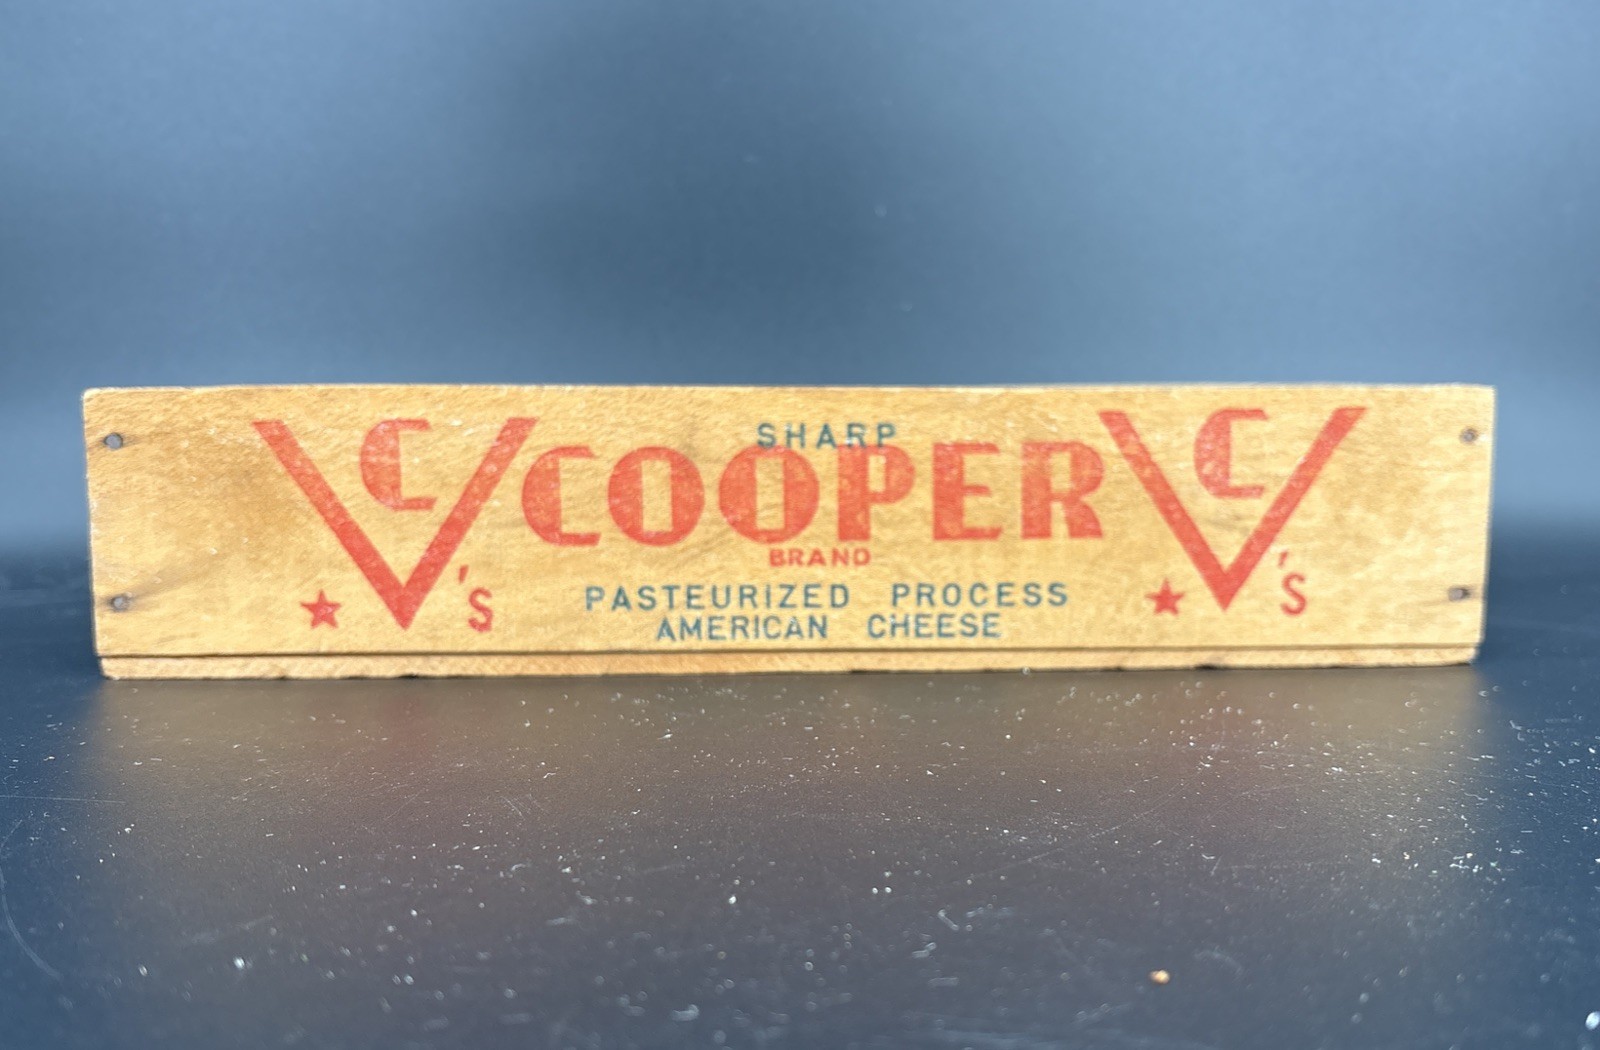 SHARP
CV's COOPER CV's
BRAND
PASTEURIZED PROCESS
AMERICAN CHEESE